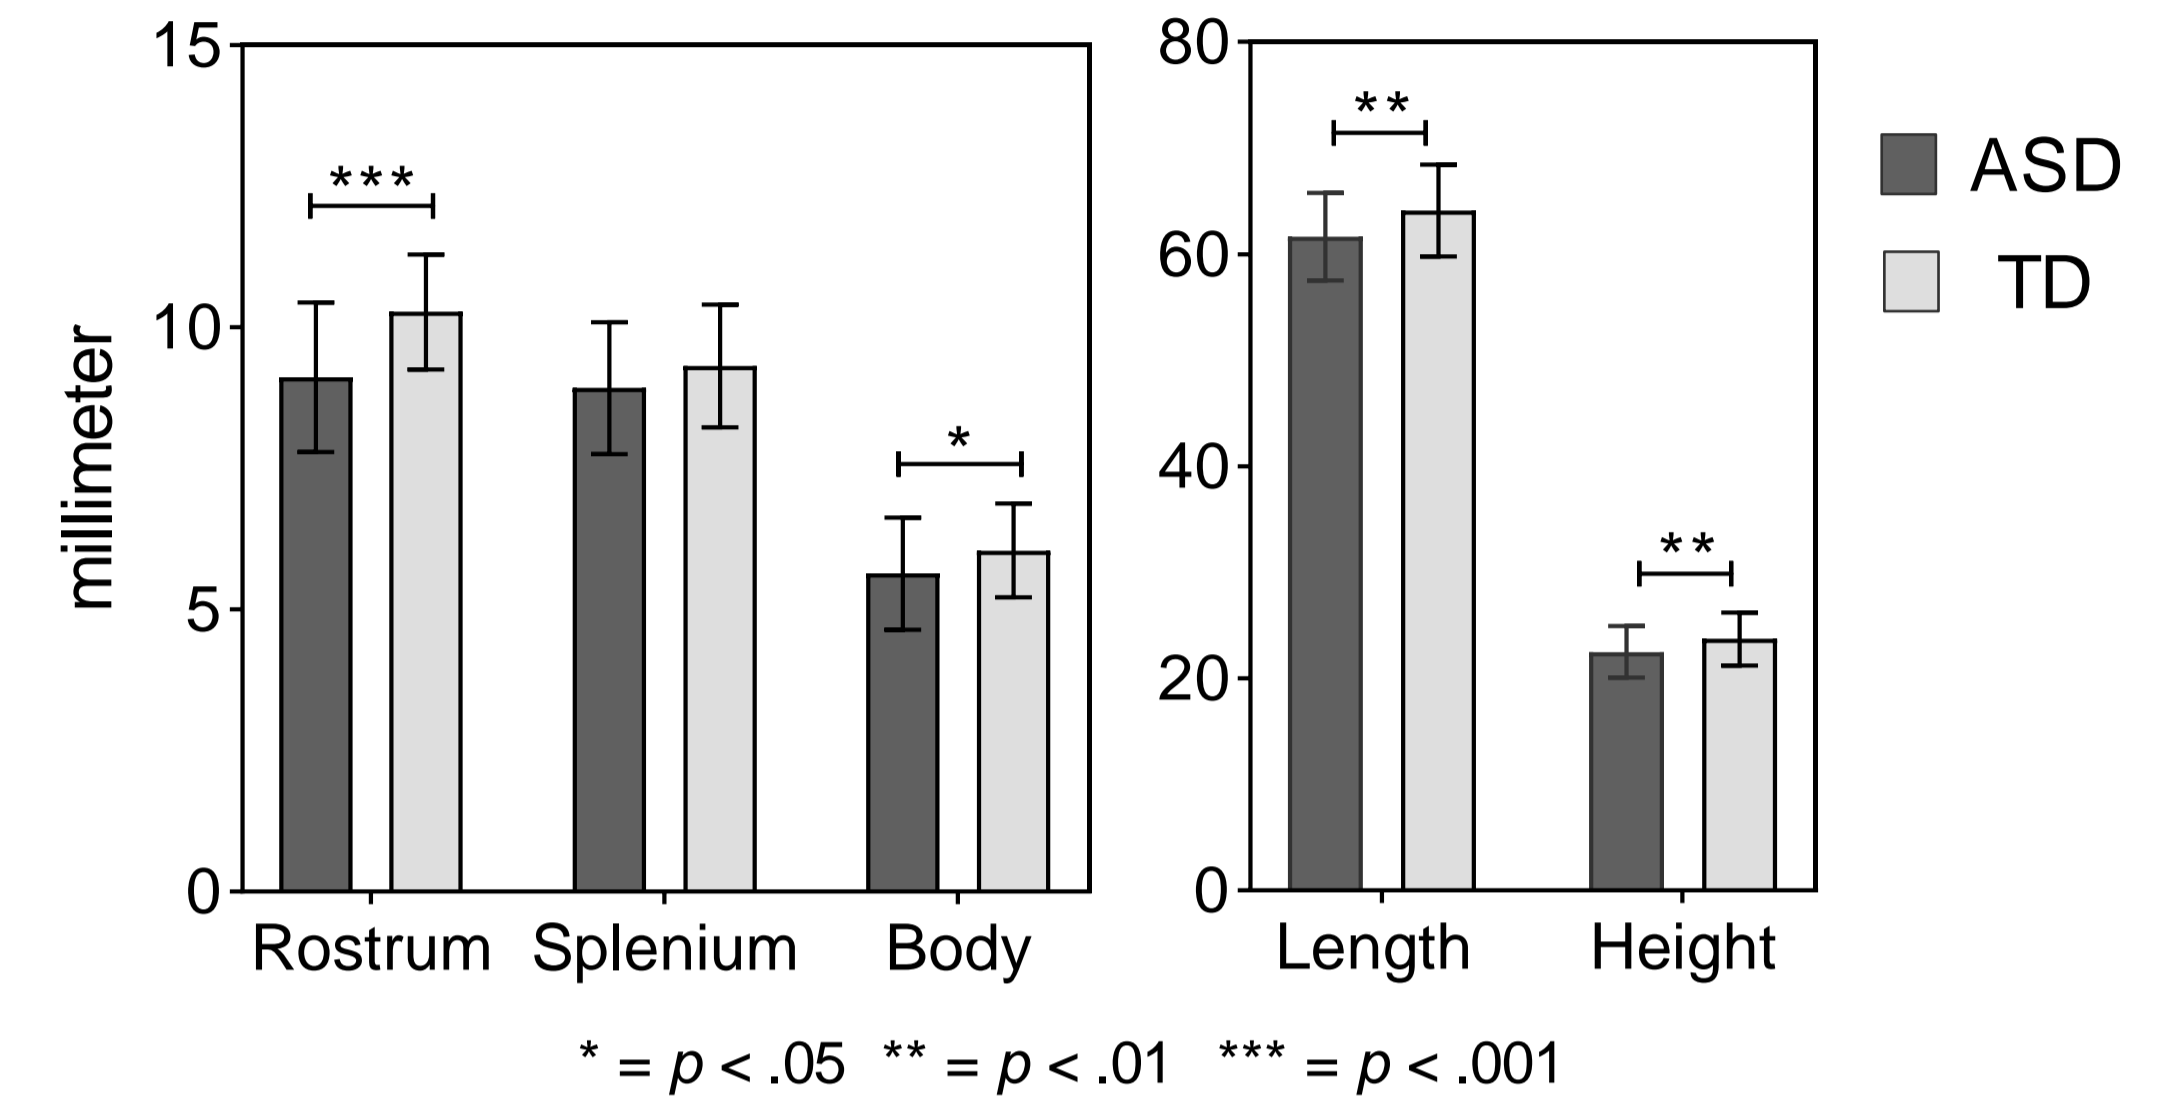 millimeter
15
10
5
0
***
*
Rostrum Splenium Body
80
60
40
20
0
**
**
Length Height
ASD
TD
* = p < .05 ** = p < .01 *** = p < .001